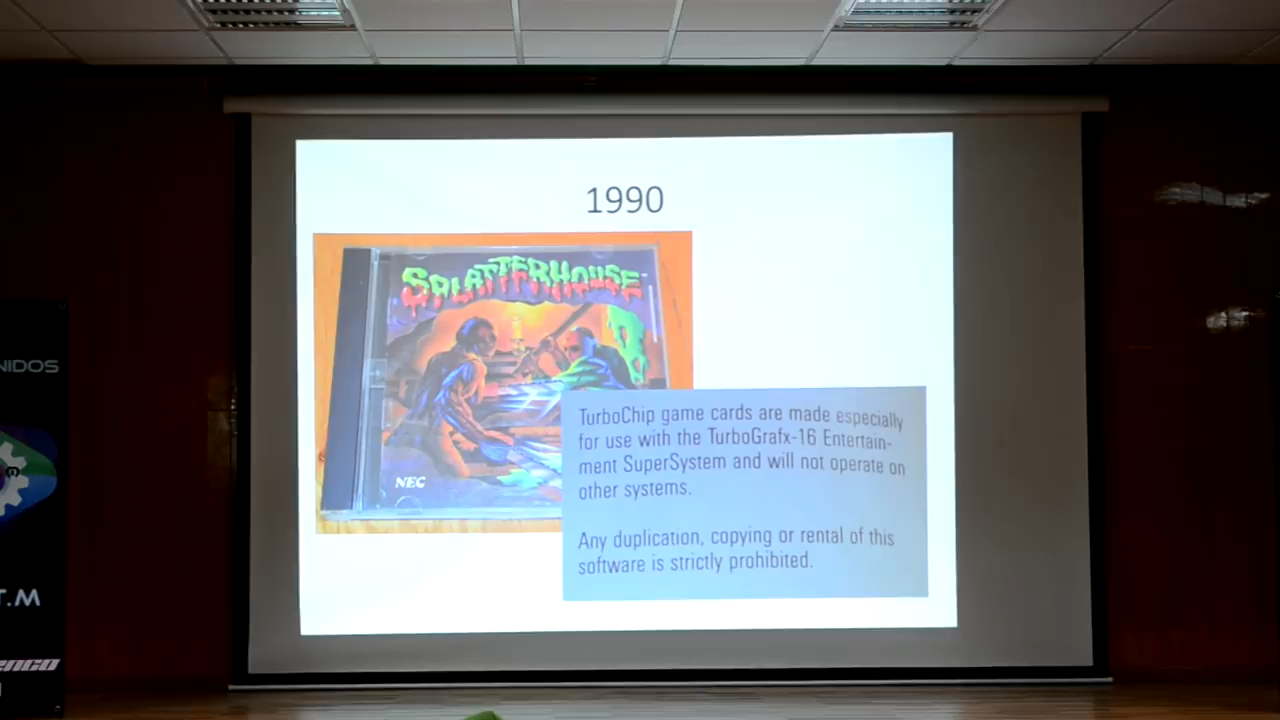 1990
SPLATTERHOUSE
NEC
TurboChip game cards are made especially
for use with the TurboGrafx-16 Entertain-
ment SuperSystem and will not operate on
other systems.
Any duplication, copying or rental of this
software is strictly prohibited.
NIDOS
T.M